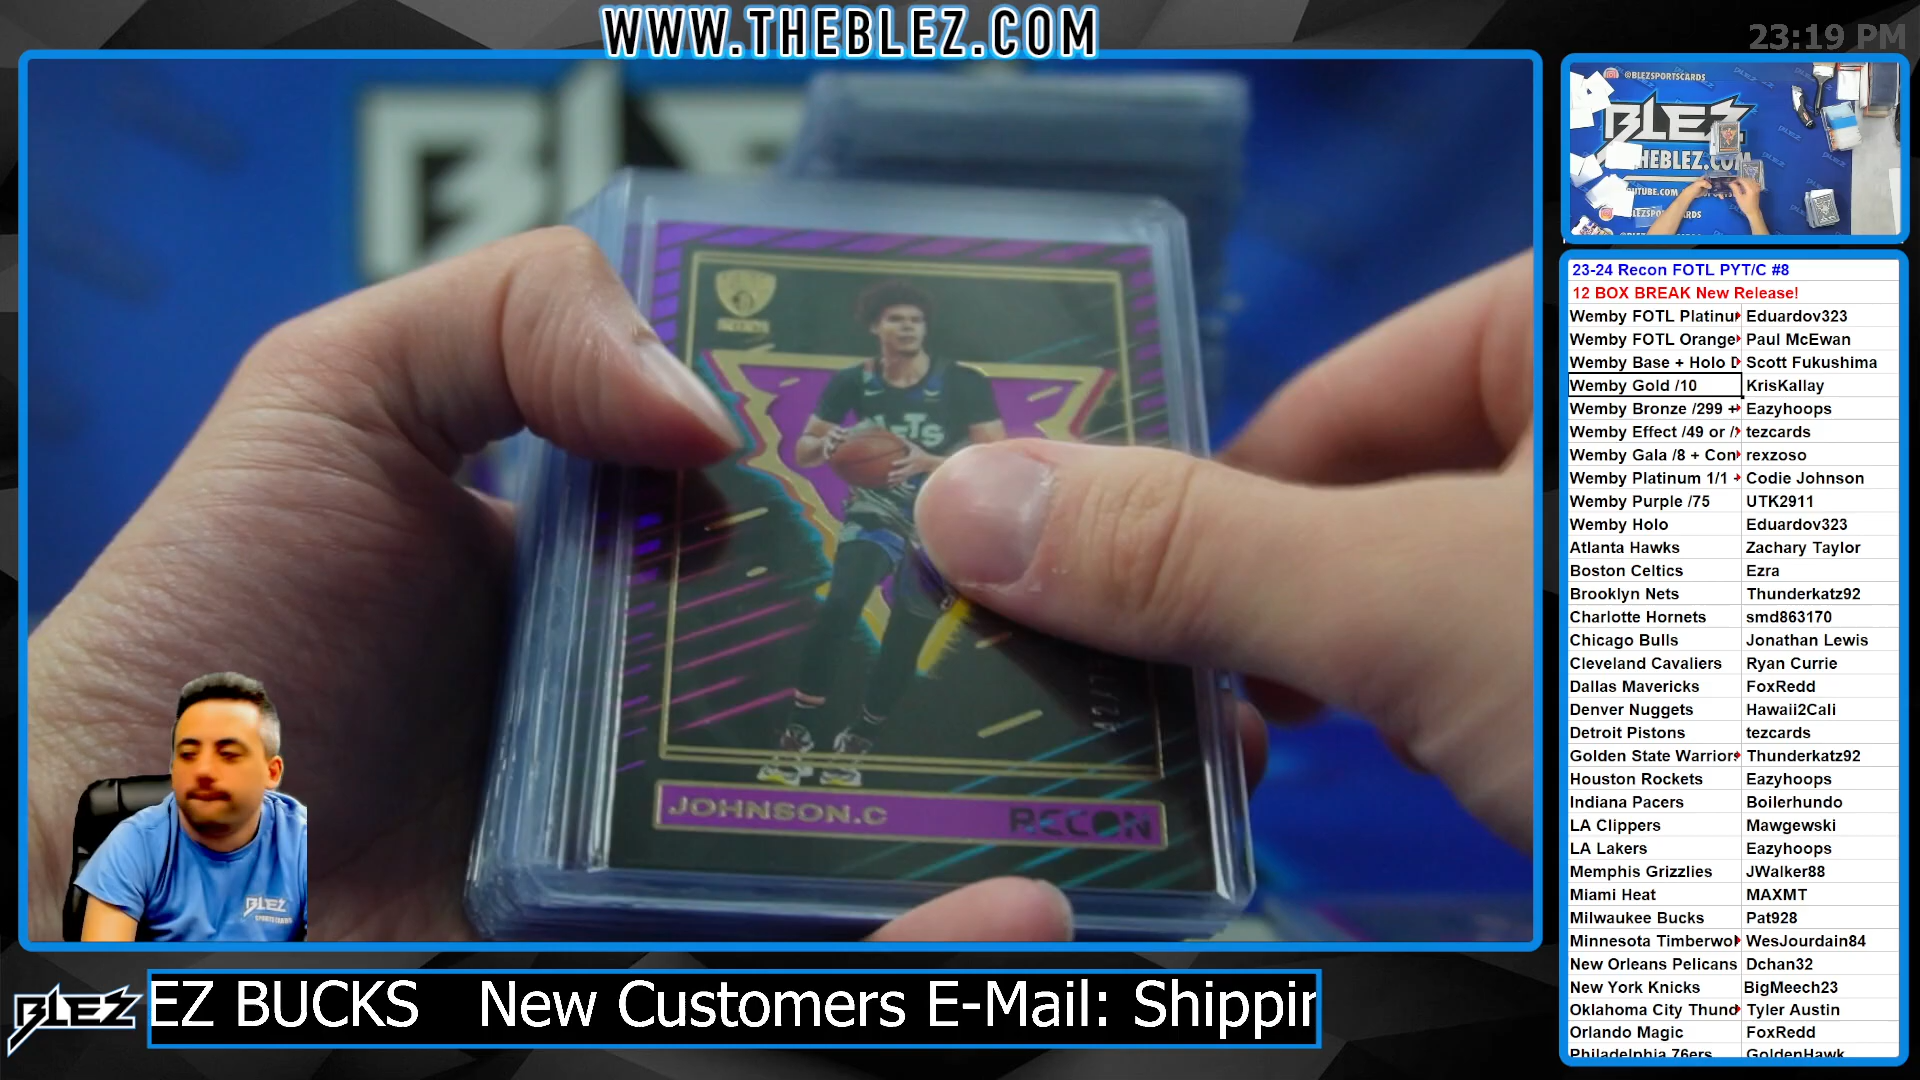 WWW.THEBLEZ.COM
23:19 PM
@BLEZSPORTSCARDS
BLEZ
JOHNSON.C
RECON
BLEZ
BLEZ
EZ BUCKS New Customers E-Mail: Shippin
23-24 Recon FOTL PYT/C #8
12 BOX BREAK New Release!
Wemby FOTL Platinu Eduardov323
Wemby FOTL Orange Paul McEwan
Wemby Base + Holo D Scott Fukushima
Wemby Gold /10 KrisKallay
Wemby Bronze /299 + Eazyhoops
Wemby Effect /49 or / tezcards
Wemby Gala /8 + Con rexzoso
Wemby Platinum 1/1 + Codie Johnson
Wemby Purple /75 UTK2911
Wemby Holo Eduardov323
Atlanta Hawks Zachary Taylor
Boston Celtics Ezra
Brooklyn Nets Thunderkatz92
Charlotte Hornets smd863170
Chicago Bulls Jonathan Lewis
Cleveland Cavaliers Ryan Currie
Dallas Mavericks FoxRedd
Denver Nuggets Hawaii2Cali
Detroit Pistons tezcards
Golden State Warriors Thunderkatz92
Houston Rockets Eazyhoops
Indiana Pacers Boilerhundo
LA Clippers Mawgewski
LA Lakers Eazyhoops
Memphis Grizzlies JWalker88
Miami Heat MAXMT
Milwaukee Bucks Pat928
Minnesota Timberwol WesJourdain84
New Orleans Pelicans Dchan32
New York Knicks BigMeech23
Oklahoma City Thund Tyler Austin
Orlando Magic FoxRedd
Philadelphia 76ers GoldenHawk